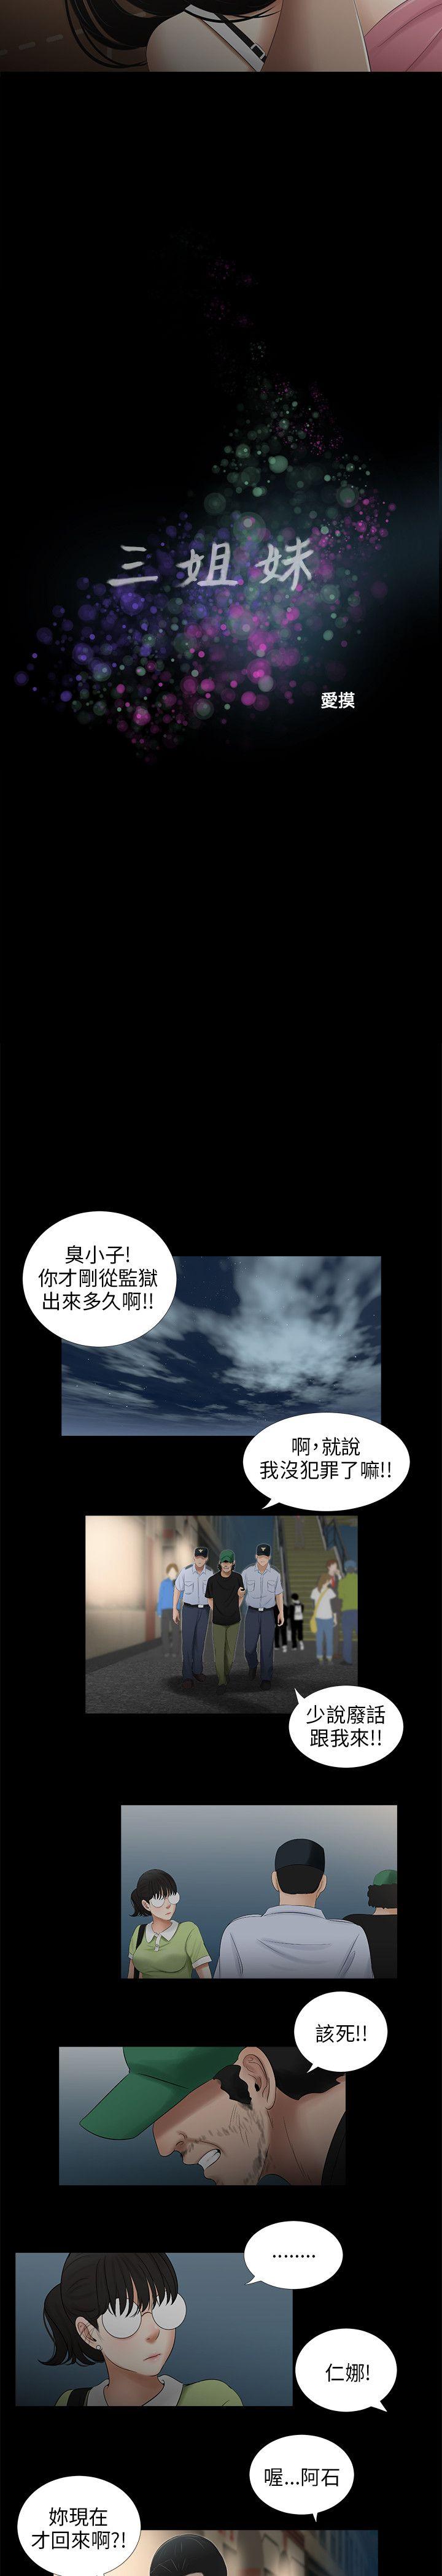 三姐妹
愛摸
臭小子!
你才剛從監獄
出來多久啊!!
啊,就說
我沒犯罪了嘛!!
少說廢話
跟我來!!
該死!!
........
仁娜!
喔...阿石
妳現在
才回來啊?!